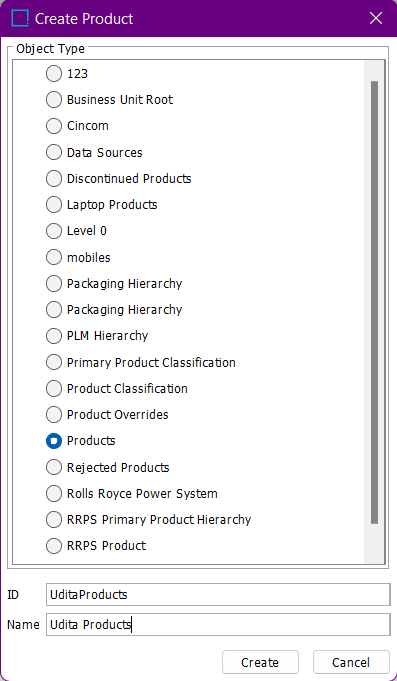 Create Product
Object Type
123
Business Unit Root
Cincom
Data Sources
Discontinued Products
Laptop Products
Level 0
mobiles
Packaging Hierarchy
Packaging Hierarchy
PLM Hierarchy
Primary Product Classification
Product Classification
Product Overrides
Products
Rejected Products
Rolls Royce Power System
RRPS Primary Product Hierarchy
RRPS Product
ID UditaProducts
Name Udita Products
Create Cancel